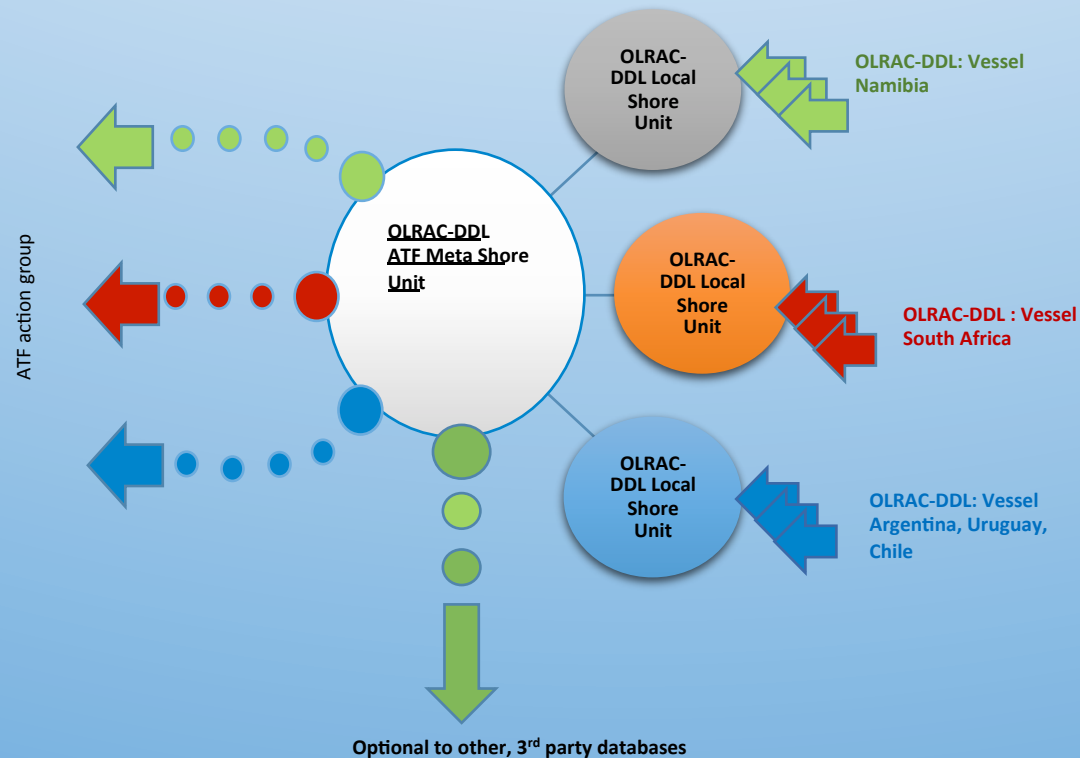 OLRAC-
DDL Local
Shore
Unit
OLRAC-DDL: Vessel
Namibia
OLRAC-DDL
ATF Meta Shore
Unit
ATF action group
OLRAC-
DDL Local
Shore
Unit
OLRAC-DDL : Vessel
South Africa
OLRAC-
DDL Local
Shore
Unit
OLRAC-DDL: Vessel
Argentina, Uruguay,
Chile
Optional to other, 3rd party databases